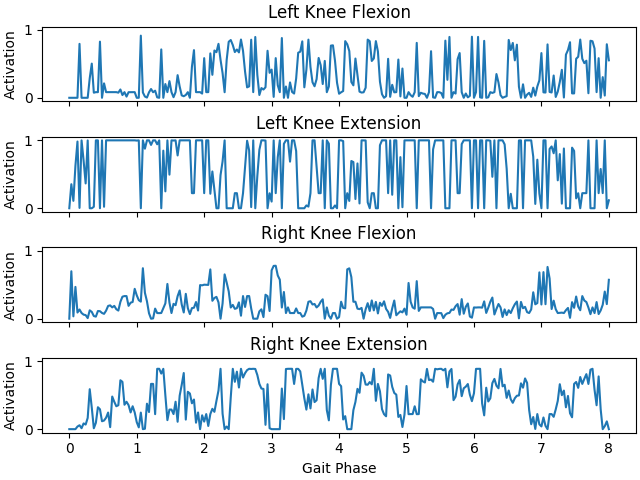 Left Knee Flexion
1
Activation
0
Left Knee Extension
1
Activation
0
Right Knee Flexion
1
Activation
0
Right Knee Extension
1
Activation
0
0 1 2 3 4 5 6 7 8
Gait Phase